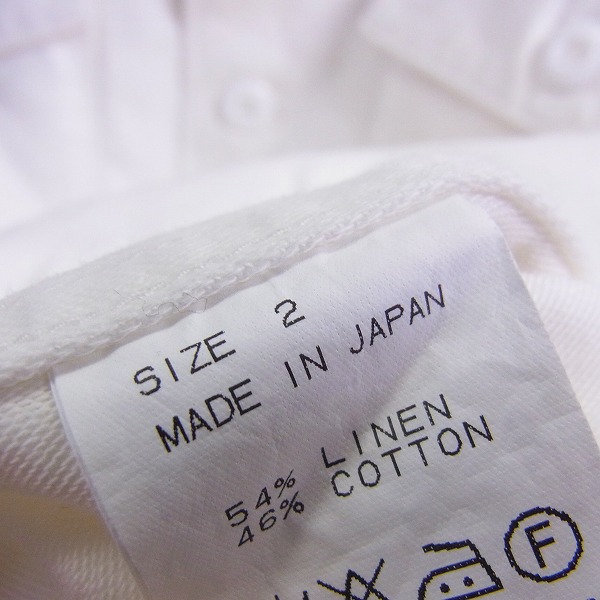 SIZE 2
MADE IN JAPAN
54% LINEN
46% COTTON
F